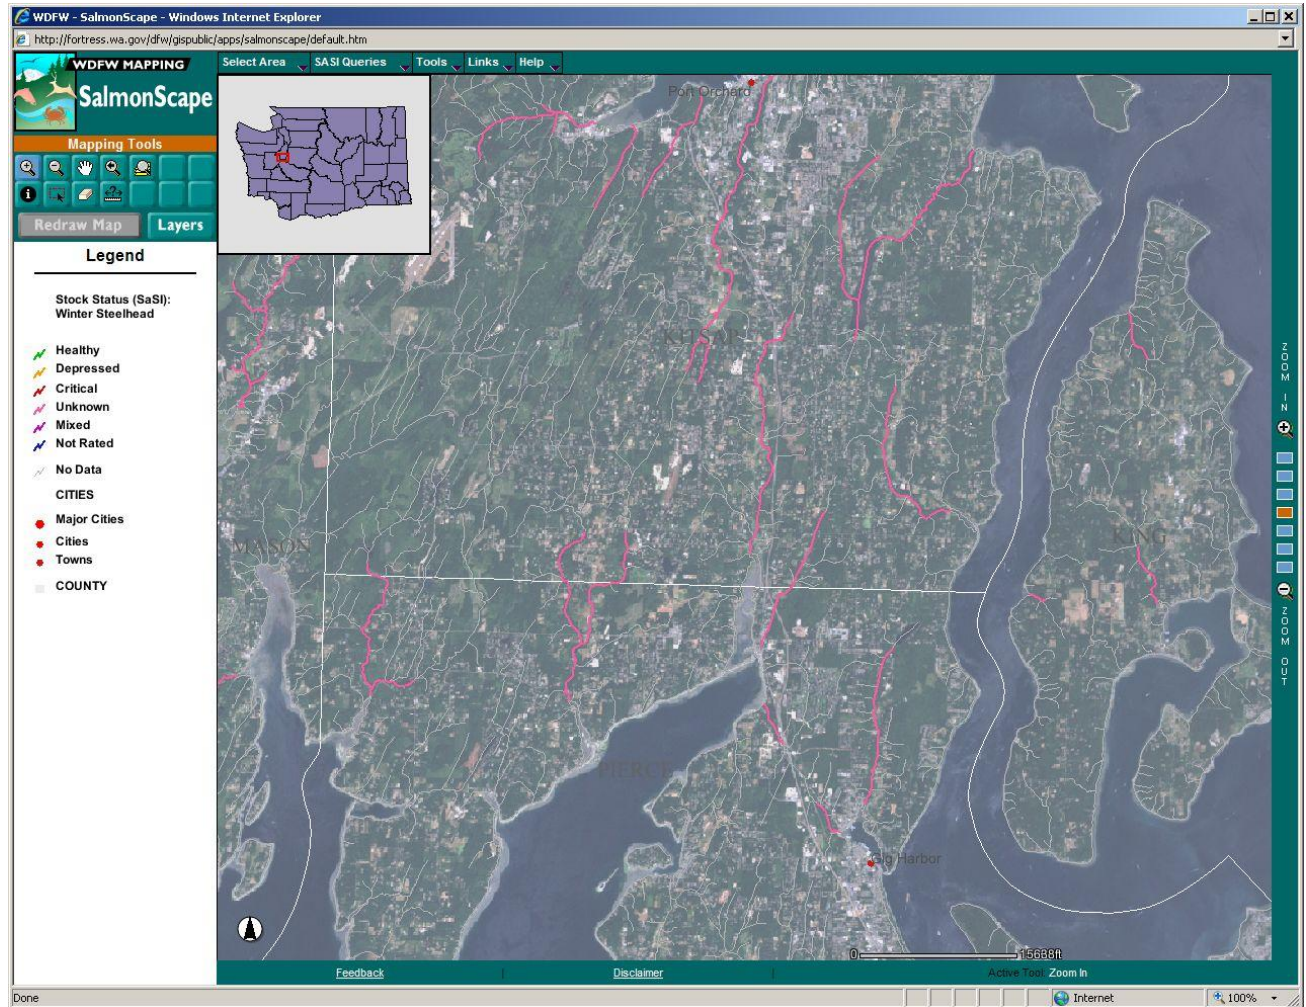 WDFW - SalmonScape - Windows Internet Explorer
http://fortress.wa.gov/dfw/gispublic/apps/salmonscape/default.htm
WDFW MAPPING
SalmonScape
Select Area
SASI Queries
Tools
Links
Help
Mapping Tools
Redraw Map
Layers
Legend
Stock Status (SaSI):
Winter Steelhead
Healthy
Depressed
Critical
Unknown
Mixed
Not Rated
No Data
CITIES
Major Cities
Cities
Towns
COUNTY
Port Orchard
KITSAP
MASON
KING
PIERCE
Gig Harbor
0
15688ft
ZOOM IN
ZOOM OUT
Feedback
|
Disclaimer
|
Active Tool: Zoom In
Done
Internet
100%